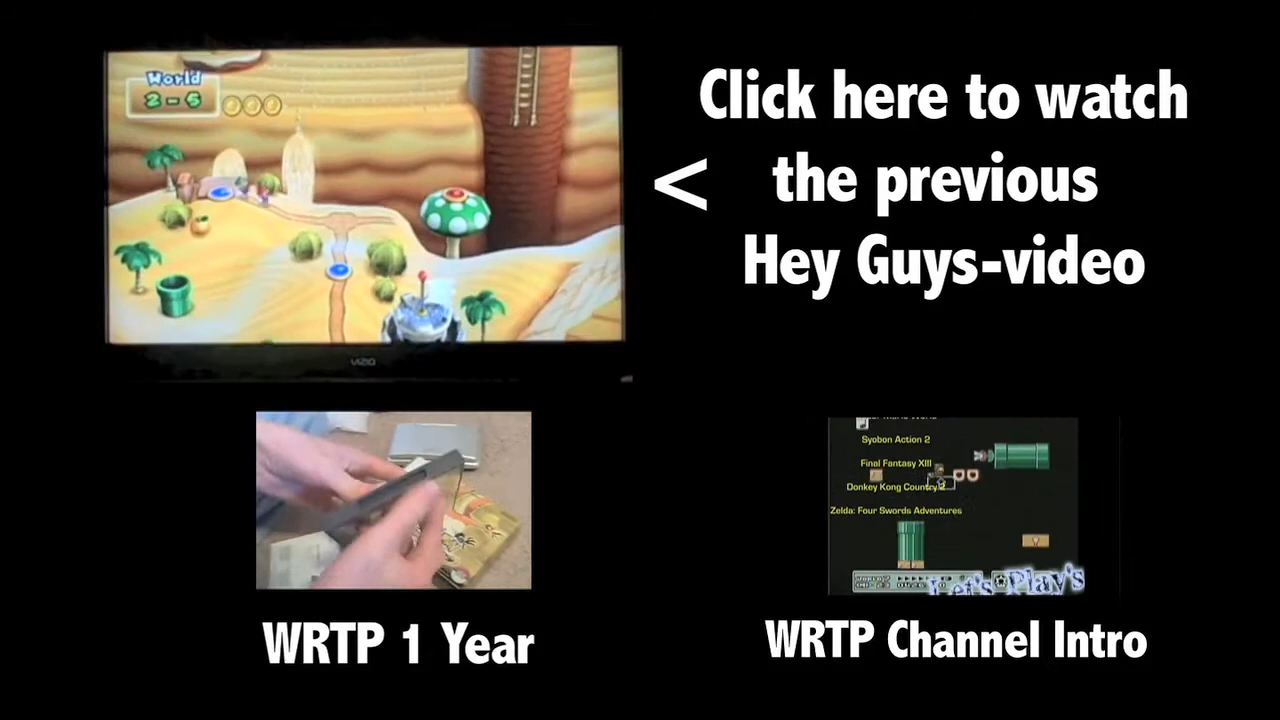 World
2-5
Click here to watch
< the previous
Hey Guys-video
VIZIO
Syobon Action 2
Final Fantasy XIII
Donkey Kong Country 2
Zelda: Four Swords Adventures
Let's Play's
WRTP 1 Year
WRTP Channel Intro